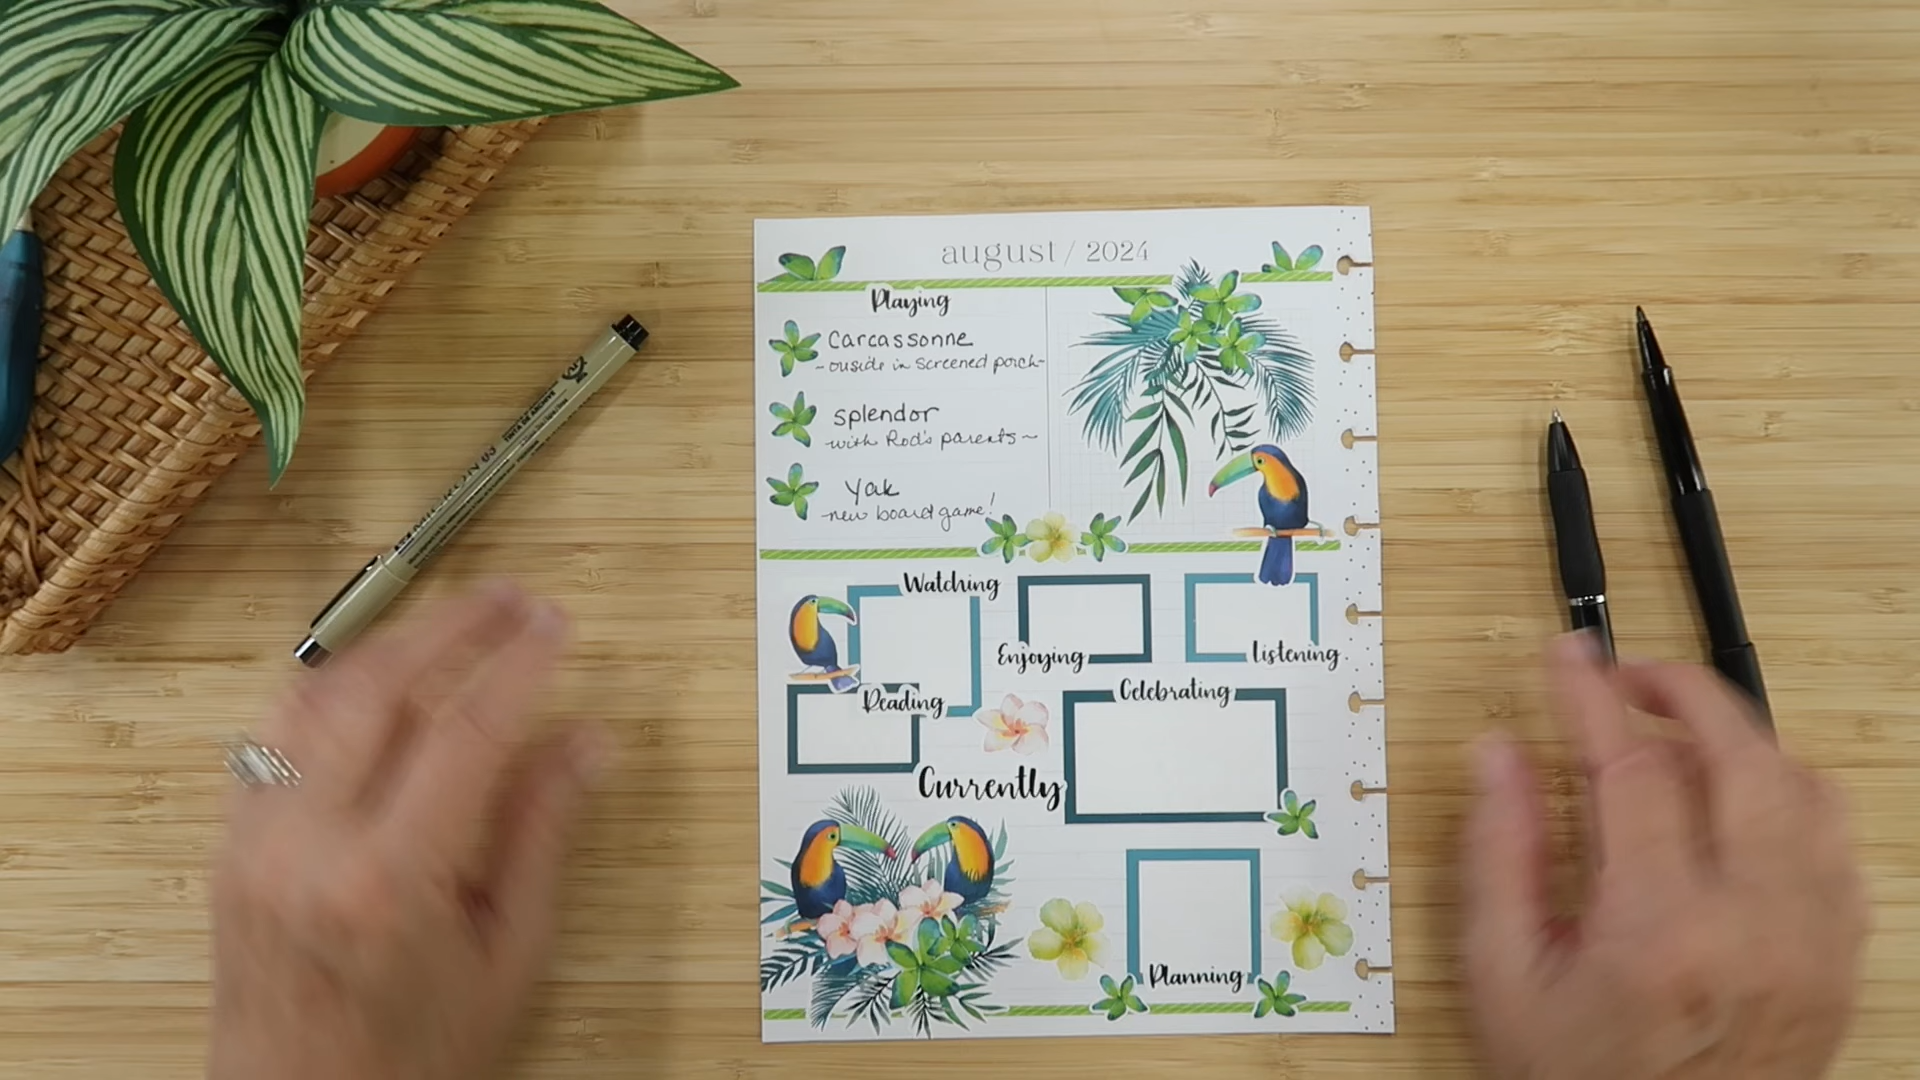 august / 2024
Playing
Carcassonne
- ouside in screened porch-
splendor
-with Rod's parents-
Yak
-new board game!
Watching
Enjoying
Listening
Reading
Celebrating
Currently
Planning